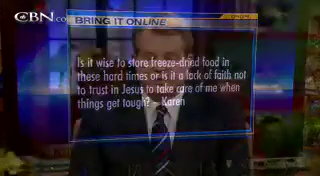 CBN.com
BRING IT ONLINE
Is it wise to store freeze-dried food in
these hard times or is it a lack of faith not
to trust in Jesus to take care of me when
things get tough? – Karen